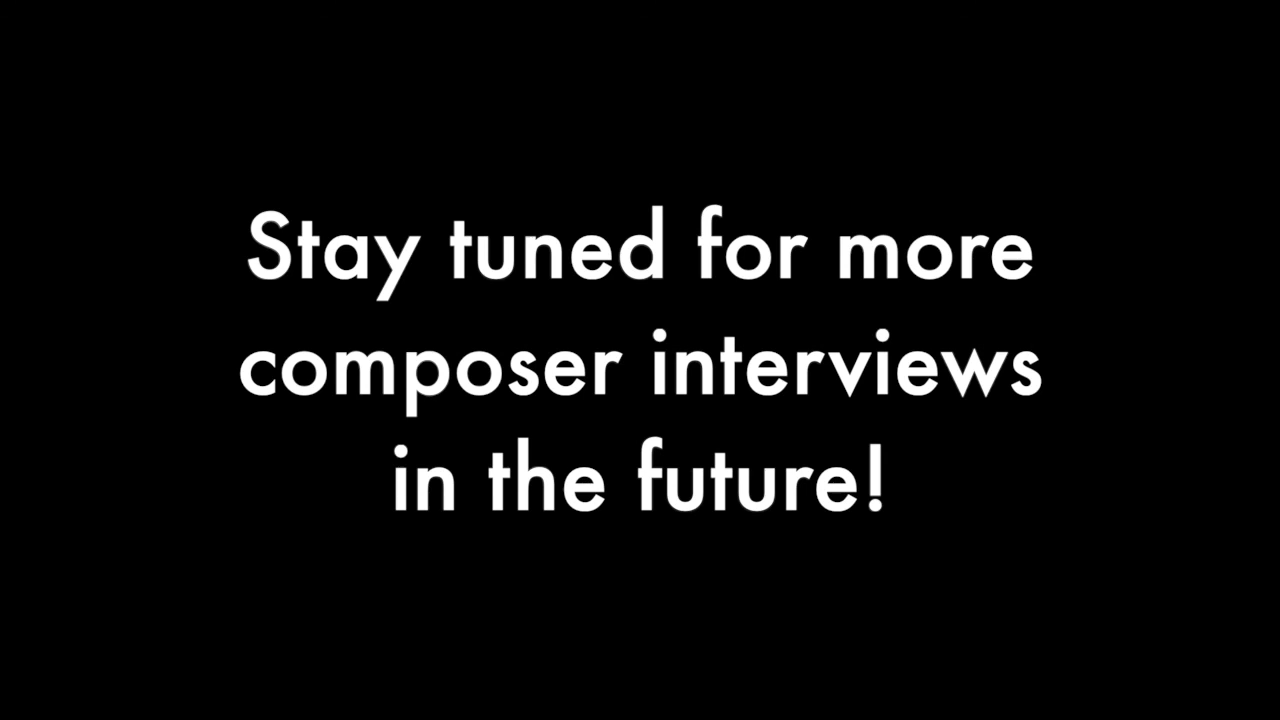 Stay tuned for more
composer interviews
in the future!